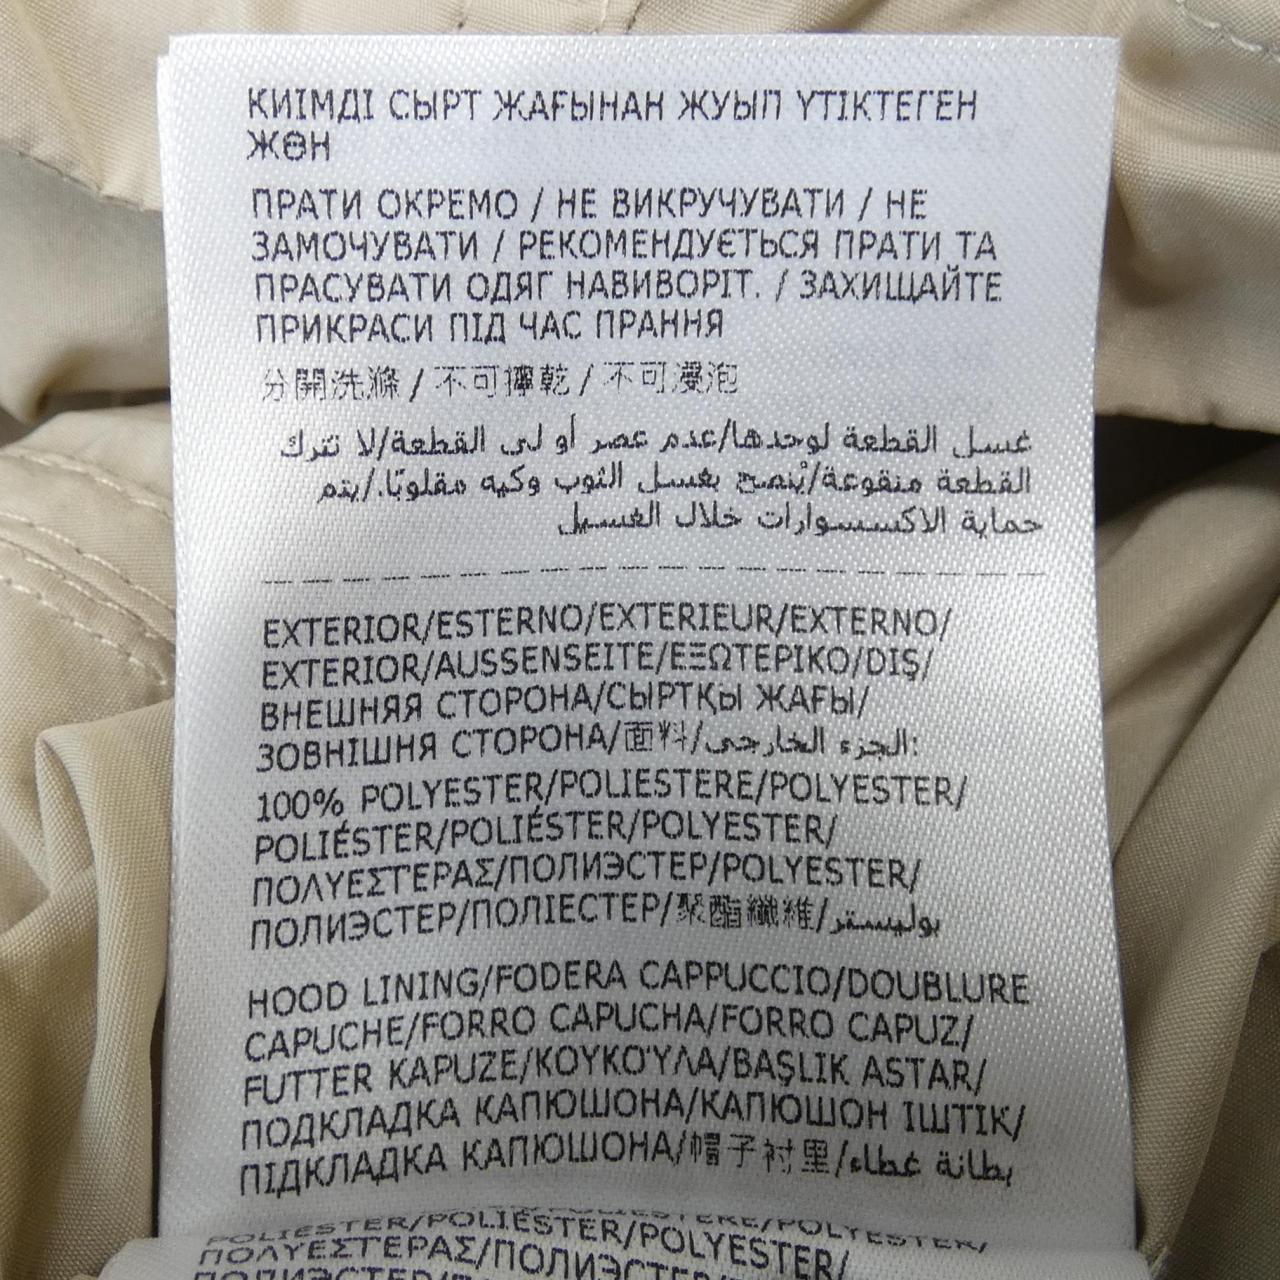 КИІМДІ СЫРТ ЖАҒЫНАН ЖУЫП ҮТІКТЕГЕН
ЖӨН
ПРАТИ ОКРЕМО / НЕ ВИКРУЧУВАТИ / НЕ
ЗАМОЧУВАТИ / РЕКОМЕНДУЄТЬСЯ ПРАТИ ТА
ПРАСУВАТИ ОДЯГ НАВИВОРІТ. / ЗАХИЩАЙТЕ
ПРИКРАСИ ПІД ЧАС ПРАННЯ
分開洗滌 / 不可擰乾 / 不可浸泡
غسل القطعة لوحدها/عدم عصر أو لى القطعة/لا تترك
القطعة منقوعة/يُنصح بغسل الثوب وكيه مقلوبًا./يتم
حماية الاكسسوارات خلال الغسيل
EXTERIOR/ESTERNO/EXTERIEUR/EXTERNO/
EXTERIOR/AUSSENSEITE/ΕΞΩΤΕΡΙΚΟ/DIŞ/
ВНЕШНЯЯ СТОРОНА/СЫРТҚЫ ЖАҒЫ/
ЗОВНІШНЯ СТОРОНА/面料/الجزء الخارجى:
100% POLYESTER/POLIESTERE/POLYESTER/
POLIÉSTER/POLIÉSTER/POLYESTER/
ΠΟΛΥΕΣΤΕΡΑΣ/ПОЛИЭСТЕР/POLYESTER/
ПОЛИЭСТЕР/ПОЛІЕСТЕР/聚酯纖維/بوليستر
HOOD LINING/FODERA CAPPUCCIO/DOUBLURE
CAPUCHE/FORRO CAPUCHA/FORRO CAPUZ/
FUTTER KAPUZE/ΚΟΥΚΟΎΛΑ/BAŞLIK ASTAR/
ПОДКЛАДКА КАПЮШОНА/КАПЮШОН ІШТІК/
ПІДКЛАДКА КАПЮШОНА/帽子衬里/بطانة غطاء
POLIÉSTER/POLIÉSTER/POLYESTER/
ΠΟΛΥΕΣΤΕΡΑΣ/ПОЛИЭСТЕР/POLYESTER/